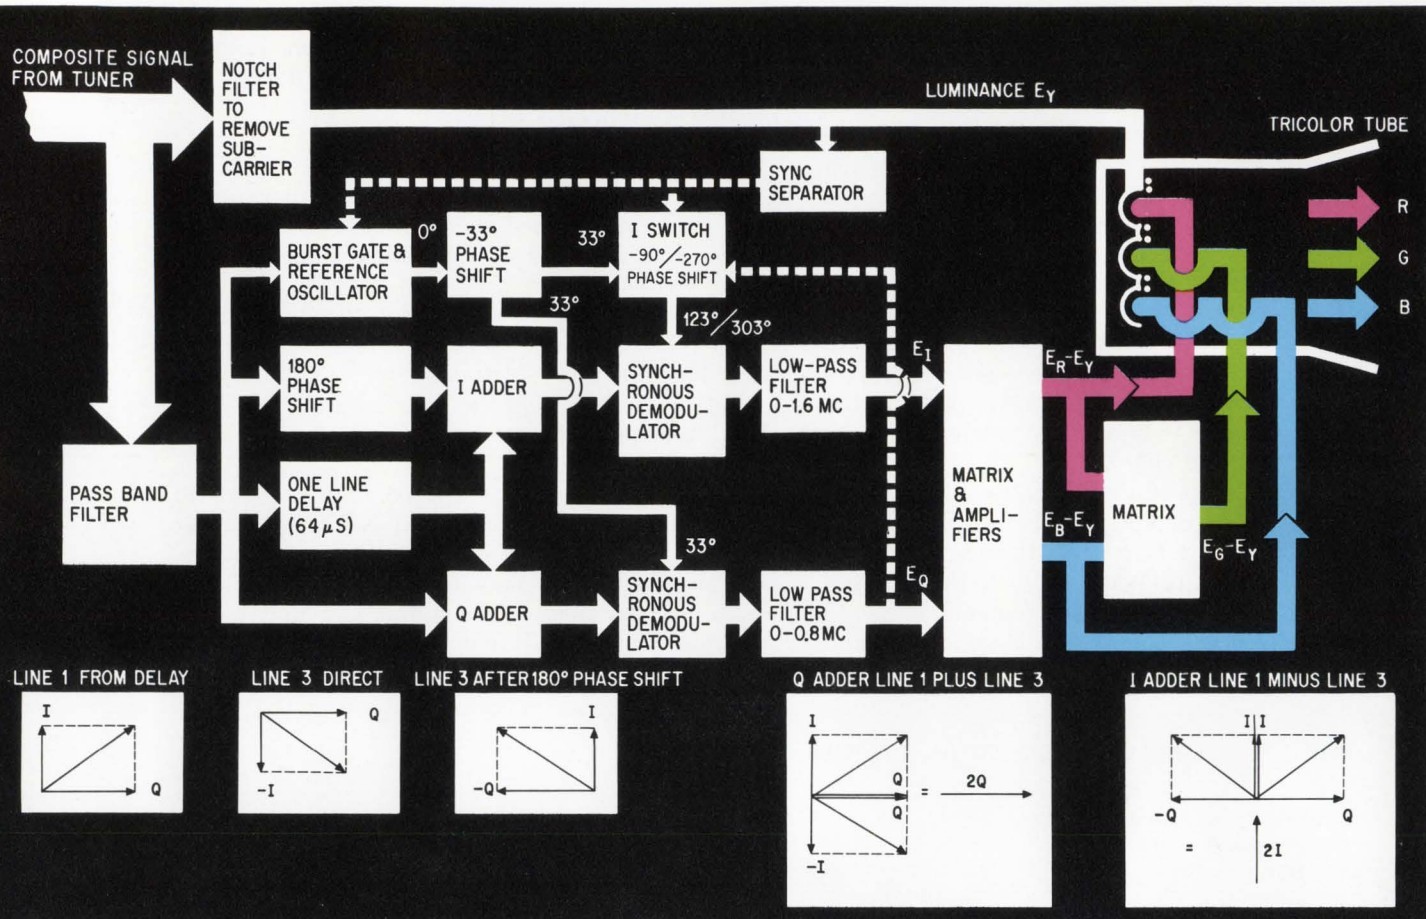 COMPOSITE SIGNAL
FROM TUNER
NOTCH
FILTER
TO
REMOVE
SUB-
CARRIER
LUMINANCE EY
TRICOLOR TUBE
SYNC
SEPARATOR
BURST GATE &
REFERENCE
OSCILLATOR
0°
-33°
PHASE
SHIFT
33°
33°
I SWITCH
-90°/-270°
PHASE SHIFT
123°/303°
R
G
B
180°
PHASE
SHIFT
I ADDER
SYNCH-
RONOUS
DEMODU-
LATOR
LOW-PASS
FILTER
0-1.6 MC
EI
ER-EY
PASS BAND
FILTER
ONE LINE
DELAY
(64μS)
MATRIX
&
AMPLI-
FIERS
MATRIX
EB-EY
EG-EY
33°
Q ADDER
SYNCH-
RONOUS
DEMODU-
LATOR
LOW PASS
FILTER
0-0.8 MC
EQ
LINE 1 FROM DELAY
I
Q
LINE 3 DIRECT
Q
-I
LINE 3 AFTER 180° PHASE SHIFT
I
-Q
Q ADDER LINE 1 PLUS LINE 3
I
Q
Q
= 2Q
-I
I ADDER LINE 1 MINUS LINE 3
I I
-Q
Q
= 2I